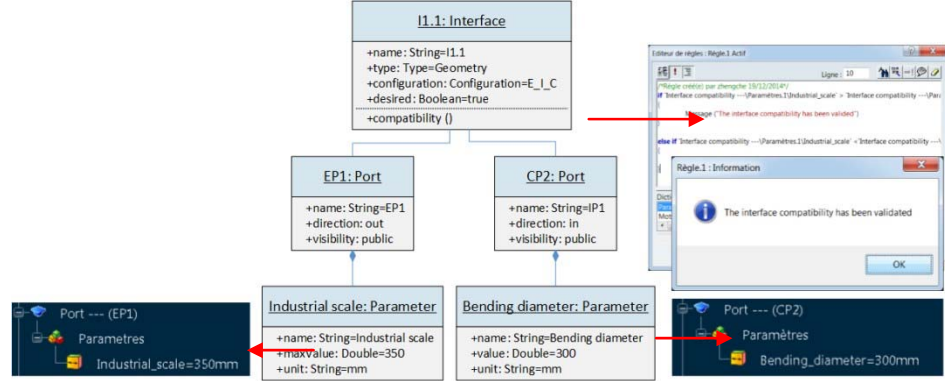 I1.1: Interface
+name: String=I1.1
+type: Type=Geometry
+configuration: Configuration=E_I_C
+desired: Boolean=true
+compatibility ()
EP1: Port
+name: String=EP1
+direction: out
+visibility: public
CP2: Port
+name: String=IP1
+direction: in
+visibility: public
Industrial scale: Parameter
+name: String=Industrial scale
+maxvalue: Double=350
+unit: String=mm
Bending diameter: Parameter
+name: String=Bending diameter
+value: Double=300
+unit: String=mm
Port --- (EP1)
Parametres
Industrial_scale=350mm
Editeur de règles : Règle.1 Actif
Ligne : 10
/*Règle créé(e) par zhengche 19/12/2014*/
if `Interface compatibility ---\Paramètres.1\Industrial_scale` > `Interface compatibility ---\Para
Message ("The interface compatibility has been valided")
else if `Interface compatibility ---\Paramètres.1\Industrial_scale` < `Interface compatibility ---\
Dicti
Para
Mot
Règle.1 : Information
The interface compatibility has been validated
OK
Port --- (CP2)
Paramètres
Bending_diameter=300mm